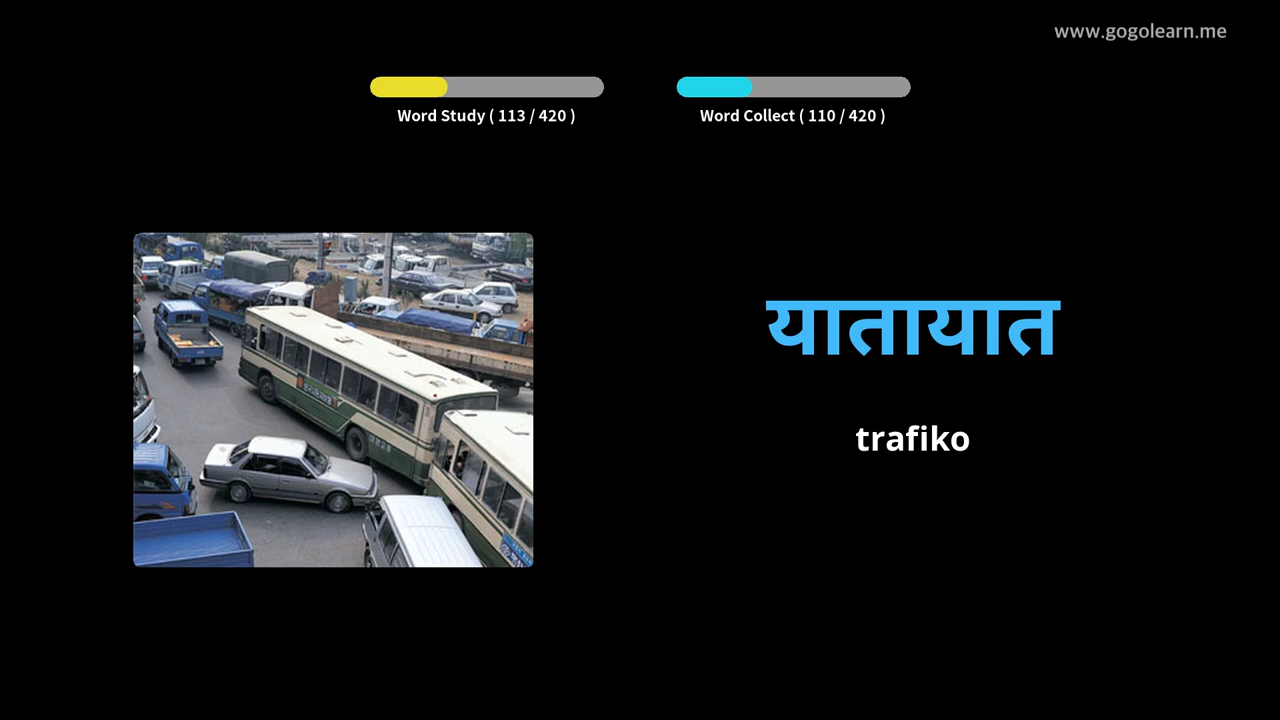 www.gogolearn.me
Word Study ( 113 / 420 )
Word Collect ( 110 / 420 )
यातायात
trafiko